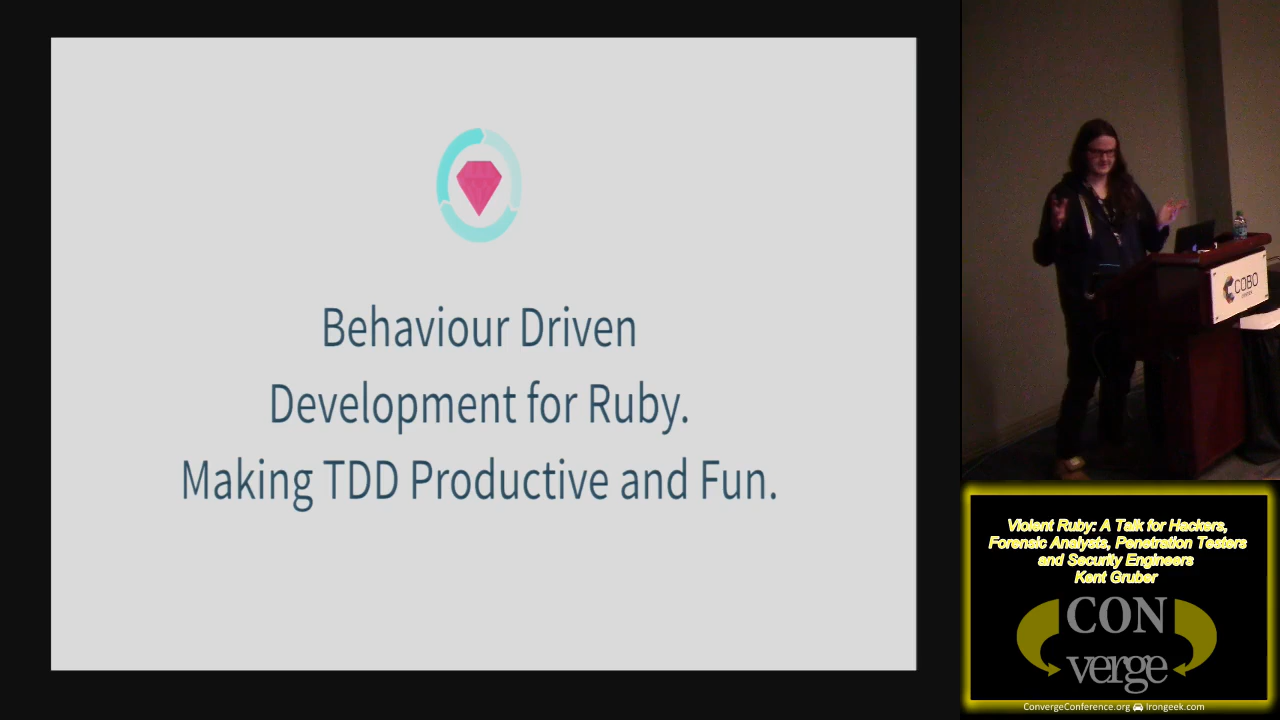 Behaviour Driven
Development for Ruby.
Making TDD Productive and Fun.
COBO
Violent Ruby: A Talk for Hackers,
Forensic Analysts, Penetration Testers
and Security Engineers
Kent Gruber
CON
verge
ConvergeConference.org Irongeek.com